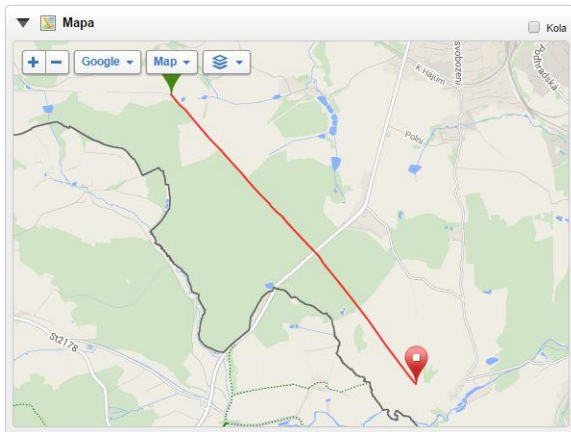 Mapa
Kola
+ − Google Map
svobození
Podhradská
K Hájům
Polní
St2178